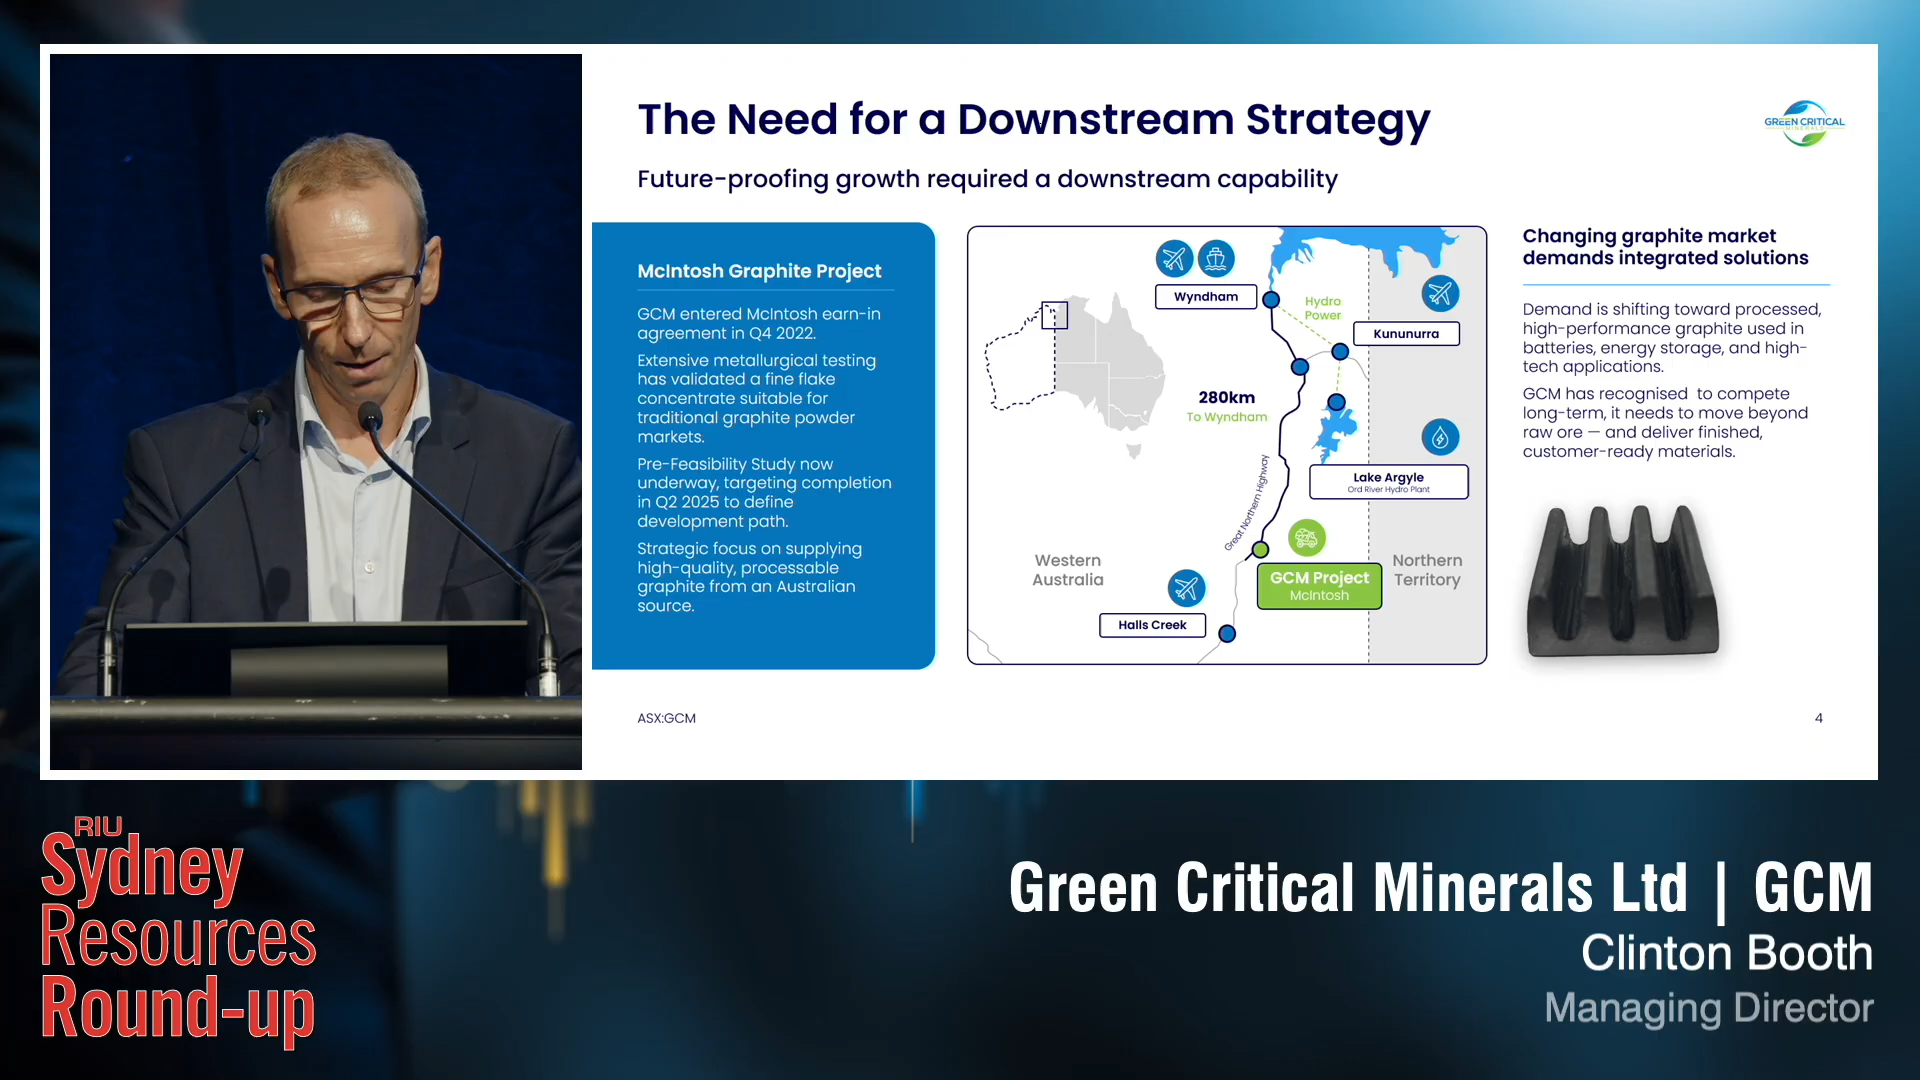 The Need for a Downstream Strategy
GREEN CRITICAL
MINERALS
Future-proofing growth required a downstream capability
McIntosh Graphite Project
GCM entered McIntosh earn-in
agreement in Q4 2022.
Extensive metallurgical testing
has validated a fine flake
concentrate suitable for
traditional graphite powder
markets.
Pre-Feasibility Study now
underway, targeting completion
in Q2 2025 to define
development path.
Strategic focus on supplying
high-quality, processable
graphite from an Australian
source.
Wyndham
Hydro
Power
Kununurra
280km
To Wyndham
Great Northern Highway
Lake Argyle
Ord River Hydro Plant
Western
Australia
GCM Project
McIntosh
Northern
Territory
Halls Creek
Changing graphite market
demands integrated solutions
Demand is shifting toward processed,
high-performance graphite used in
batteries, energy storage, and high-
tech applications.
GCM has recognised to compete
long-term, it needs to move beyond
raw ore — and deliver finished,
customer-ready materials.
ASX:GCM
4
RIU
Sydney
Resources
Round-up
Green Critical Minerals Ltd | GCM
Clinton Booth
Managing Director